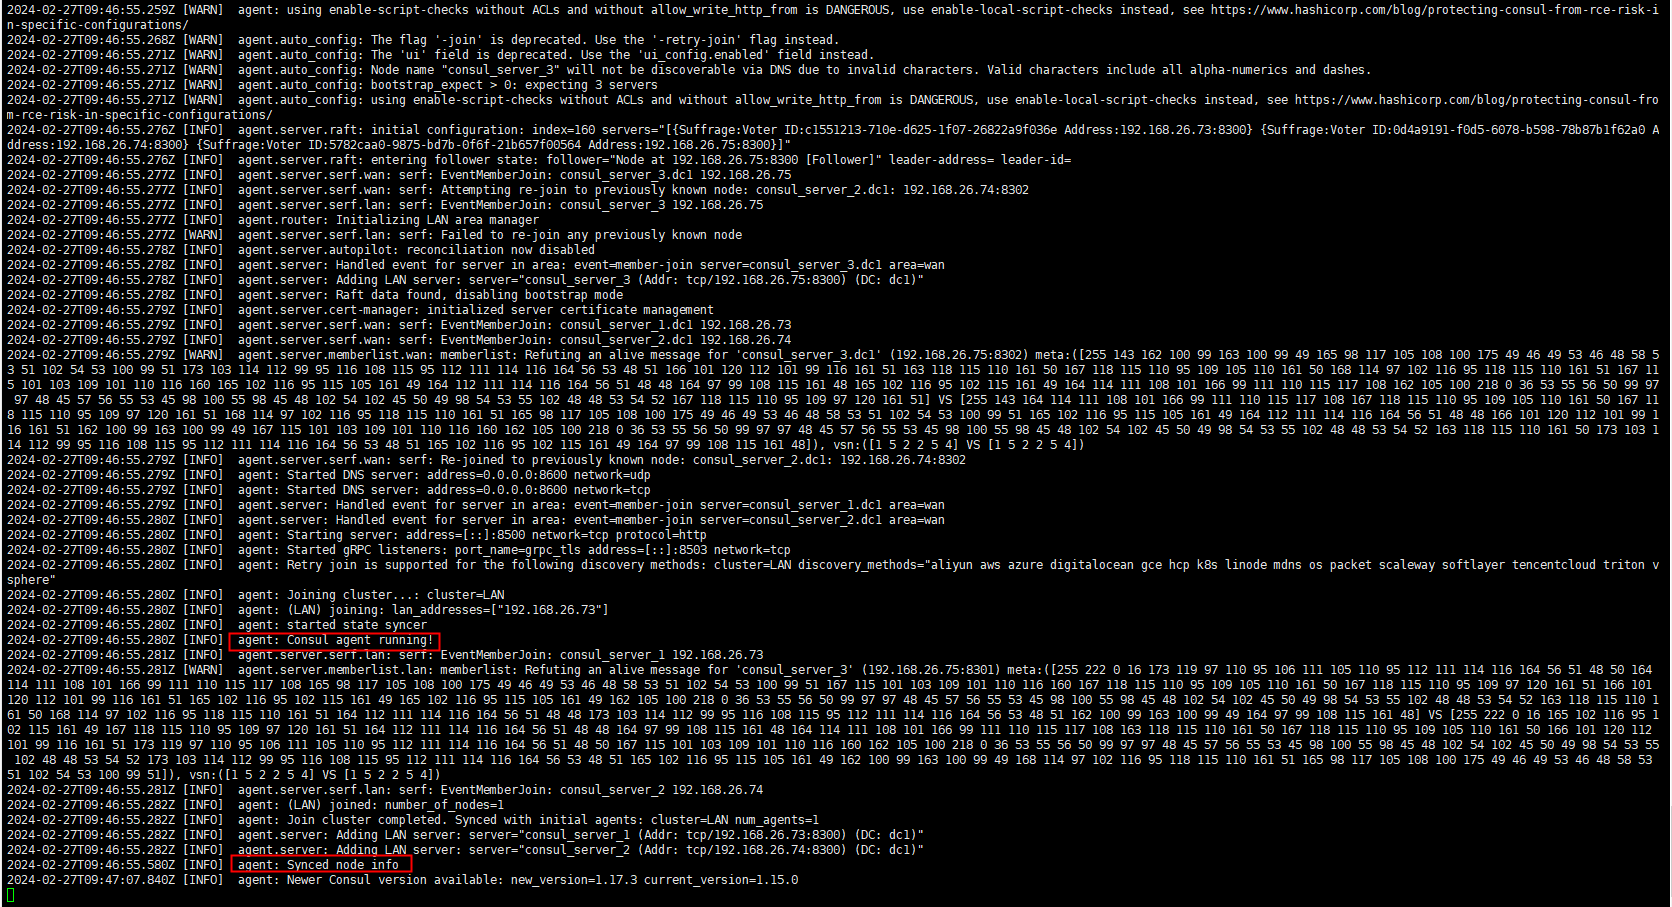 2024-02-27T09:46:55.259Z [WARN]  agent: using enable-script-checks without ACLs and without allow_write_http_from is DANGEROUS, use enable-local-script-checks instead, see https://www.hashicorp.com/blog/protecting-consul-from-rce-risk-i
n-specific-configurations/
2024-02-27T09:46:55.268Z [WARN]  agent.auto_config: The flag '-join' is deprecated. Use the '-retry-join' flag instead.
2024-02-27T09:46:55.271Z [WARN]  agent.auto_config: The 'ui' field is deprecated. Use the 'ui_config.enabled' field instead.
2024-02-27T09:46:55.271Z [WARN]  agent.auto_config: Node name "consul_server_3" will not be discoverable via DNS due to invalid characters. Valid characters include all alpha-numerics and dashes.
2024-02-27T09:46:55.271Z [WARN]  agent.auto_config: bootstrap_expect > 0: expecting 3 servers
2024-02-27T09:46:55.271Z [WARN]  agent.auto_config: using enable-script-checks without ACLs and without allow_write_http_from is DANGEROUS, use enable-local-script-checks instead, see https://www.hashicorp.com/blog/protecting-consul-fro
m-rce-risk-in-specific-configurations/
2024-02-27T09:46:55.276Z [INFO]  agent.server.raft: initial configuration: index=160 servers="[{Suffrage:Voter ID:c1551213-710e-d625-1f07-26822a9f036e Address:192.168.26.73:8300} {Suffrage:Voter ID:0d4a9191-f0d5-6078-b598-78b87b1f62a0 A
ddress:192.168.26.74:8300} {Suffrage:Voter ID:5782caa0-9875-bd7b-0f6f-21b657f00564 Address:192.168.26.75:8300}]"
2024-02-27T09:46:55.276Z [INFO]  agent.server.raft: entering follower state: follower="Node at 192.168.26.75:8300 [Follower]" leader-address= leader-id=
2024-02-27T09:46:55.277Z [INFO]  agent.server.serf.wan: serf: EventMemberJoin: consul_server_3.dc1 192.168.26.75
2024-02-27T09:46:55.277Z [INFO]  agent.server.serf.wan: serf: Attempting re-join to previously known node: consul_server_2.dc1: 192.168.26.74:8302
2024-02-27T09:46:55.277Z [INFO]  agent.server.serf.lan: serf: EventMemberJoin: consul_server_3 192.168.26.75
2024-02-27T09:46:55.277Z [INFO]  agent.router: Initializing LAN area manager
2024-02-27T09:46:55.277Z [WARN]  agent.server.serf.lan: serf: Failed to re-join any previously known node
2024-02-27T09:46:55.278Z [INFO]  agent.server.autopilot: reconciliation now disabled
2024-02-27T09:46:55.278Z [INFO]  agent.server: Handled event for server in area: event=member-join server=consul_server_3.dc1 area=wan
2024-02-27T09:46:55.278Z [INFO]  agent.server: Adding LAN server: server="consul_server_3 (Addr: tcp/192.168.26.75:8300) (DC: dc1)"
2024-02-27T09:46:55.278Z [INFO]  agent.server: Raft data found, disabling bootstrap mode
2024-02-27T09:46:55.279Z [INFO]  agent.server.cert-manager: initialized server certificate management
2024-02-27T09:46:55.279Z [INFO]  agent.server.serf.wan: serf: EventMemberJoin: consul_server_1.dc1 192.168.26.73
2024-02-27T09:46:55.279Z [INFO]  agent.server.serf.wan: serf: EventMemberJoin: consul_server_2.dc1 192.168.26.74
2024-02-27T09:46:55.279Z [WARN]  agent.server.memberlist.wan: memberlist: Refuting an alive message for 'consul_server_3.dc1' (192.168.26.75:8302) meta:([255 143 162 100 99 163 100 99 49 165 98 117 105 108 100 175 49 46 49 53 46 48 58 5
3 51 102 54 53 100 99 51 173 103 114 112 99 95 116 108 115 95 112 111 114 116 164 56 53 48 51 166 101 120 112 101 99 116 161 51 163 118 115 110 161 50 167 118 115 110 95 109 105 110 161 50 168 114 97 102 116 95 118 115 110 161 51 167 11
5 101 103 109 101 110 116 160 165 102 116 95 115 105 161 49 164 112 111 114 116 164 56 51 48 48 164 97 99 108 115 161 48 165 102 116 95 102 115 161 49 164 114 111 108 101 166 99 111 110 115 117 108 162 105 100 218 0 36 53 55 56 50 99 97
 97 48 45 57 56 55 53 45 98 100 55 98 45 48 102 54 102 45 50 49 98 54 53 55 102 48 48 53 54 52 167 118 115 110 95 109 97 120 161 51] VS [255 143 164 114 111 108 101 166 99 111 110 115 117 108 167 118 115 110 95 109 105 110 161 50 167 11
8 115 110 95 109 97 120 161 51 168 114 97 102 116 95 118 115 110 161 51 165 98 117 105 108 100 175 49 46 49 53 46 48 58 53 51 102 54 53 100 99 51 165 102 116 95 115 105 161 49 164 112 111 114 116 164 56 51 48 48 166 101 120 112 101 99 1
16 161 51 162 100 99 163 100 99 49 167 115 101 103 109 101 110 116 160 162 105 100 218 0 36 53 55 56 50 99 97 97 48 45 57 56 55 53 45 98 100 55 98 45 48 102 54 102 45 50 49 98 54 53 55 102 48 48 53 54 52 163 118 115 110 161 50 173 103 1
14 112 99 95 116 108 115 95 112 111 114 116 164 56 53 48 51 165 102 116 95 102 115 161 49 164 97 99 108 115 161 48]), vsn:([1 5 2 2 5 4] VS [1 5 2 2 5 4])
2024-02-27T09:46:55.279Z [INFO]  agent.server.serf.wan: serf: Re-joined to previously known node: consul_server_2.dc1: 192.168.26.74:8302
2024-02-27T09:46:55.279Z [INFO]  agent: Started DNS server: address=0.0.0.0:8600 network=udp
2024-02-27T09:46:55.279Z [INFO]  agent: Started DNS server: address=0.0.0.0:8600 network=tcp
2024-02-27T09:46:55.279Z [INFO]  agent.server: Handled event for server in area: event=member-join server=consul_server_1.dc1 area=wan
2024-02-27T09:46:55.280Z [INFO]  agent.server: Handled event for server in area: event=member-join server=consul_server_2.dc1 area=wan
2024-02-27T09:46:55.280Z [INFO]  agent: Starting server: address=[::]:8500 network=tcp protocol=http
2024-02-27T09:46:55.280Z [INFO]  agent: Started gRPC listeners: port_name=grpc_tls address=[::]:8503 network=tcp
2024-02-27T09:46:55.280Z [INFO]  agent: Retry join is supported for the following discovery methods: cluster=LAN discovery_methods="aliyun aws azure digitalocean gce hcp k8s linode mdns os packet scaleway softlayer tencentcloud triton v
sphere"
2024-02-27T09:46:55.280Z [INFO]  agent: Joining cluster...: cluster=LAN
2024-02-27T09:46:55.280Z [INFO]  agent: (LAN) joining: lan_addresses=["192.168.26.73"]
2024-02-27T09:46:55.280Z [INFO]  agent: started state syncer
2024-02-27T09:46:55.280Z [INFO]  agent: Consul agent running!
2024-02-27T09:46:55.281Z [INFO]  agent.server.serf.lan: serf: EventMemberJoin: consul_server_1 192.168.26.73
2024-02-27T09:46:55.281Z [WARN]  agent.server.memberlist.lan: memberlist: Refuting an alive message for 'consul_server_3' (192.168.26.75:8301) meta:([255 222 0 16 173 119 97 110 95 106 111 105 110 95 112 111 114 116 164 56 51 48 50 164
114 111 108 101 166 99 111 110 115 117 108 165 98 117 105 108 100 175 49 46 49 53 46 48 58 53 51 102 54 53 100 99 51 167 115 101 103 109 101 110 116 160 167 118 115 110 95 109 105 110 161 50 167 118 115 110 95 109 97 120 161 51 166 101
120 112 101 99 116 161 51 165 102 116 95 102 115 161 49 165 102 116 95 115 105 161 49 162 105 100 218 0 36 53 55 56 50 99 97 97 48 45 57 56 55 53 45 98 100 55 98 45 48 102 54 102 45 50 49 98 54 53 55 102 48 48 53 54 52 163 118 115 110 1
61 50 168 114 97 102 116 95 118 115 110 161 51 164 112 111 114 116 164 56 51 48 48 173 103 114 112 99 95 116 108 115 95 112 111 114 116 164 56 53 48 51 162 100 99 163 100 99 49 164 97 99 108 115 161 48] VS [255 222 0 16 165 102 116 95 1
02 115 161 49 167 118 115 110 95 109 97 120 161 51 164 112 111 114 116 164 56 51 48 48 164 97 99 108 115 161 48 164 114 111 108 101 166 99 111 110 115 117 108 163 118 115 110 161 50 167 118 115 110 95 109 105 110 161 50 166 101 120 112
101 99 116 161 51 173 119 97 110 95 106 111 105 110 95 112 111 114 116 164 56 51 48 50 167 115 101 103 109 101 110 116 160 162 105 100 218 0 36 53 55 56 50 99 97 97 48 45 57 56 55 53 45 98 100 55 98 45 48 102 54 102 45 50 49 98 54 53 55
 102 48 48 53 54 52 173 103 114 112 99 95 116 108 115 95 112 111 114 116 164 56 53 48 51 165 102 116 95 115 105 161 49 162 100 99 163 100 99 49 168 114 97 102 116 95 118 115 110 161 51 165 98 117 105 108 100 175 49 46 49 53 46 48 58 53
51 102 54 53 100 99 51]), vsn:([1 5 2 2 5 4] VS [1 5 2 2 5 4])
2024-02-27T09:46:55.281Z [INFO]  agent.server.serf.lan: serf: EventMemberJoin: consul_server_2 192.168.26.74
2024-02-27T09:46:55.282Z [INFO]  agent: (LAN) joined: number_of_nodes=1
2024-02-27T09:46:55.282Z [INFO]  agent: Join cluster completed. Synced with initial agents: cluster=LAN num_agents=1
2024-02-27T09:46:55.282Z [INFO]  agent.server: Adding LAN server: server="consul_server_1 (Addr: tcp/192.168.26.73:8300) (DC: dc1)"
2024-02-27T09:46:55.282Z [INFO]  agent.server: Adding LAN server: server="consul_server_2 (Addr: tcp/192.168.26.74:8300) (DC: dc1)"
2024-02-27T09:46:55.580Z [INFO]  agent: Synced node info
2024-02-27T09:47:07.840Z [INFO]  agent: Newer Consul version available: new_version=1.17.3 current_version=1.15.0